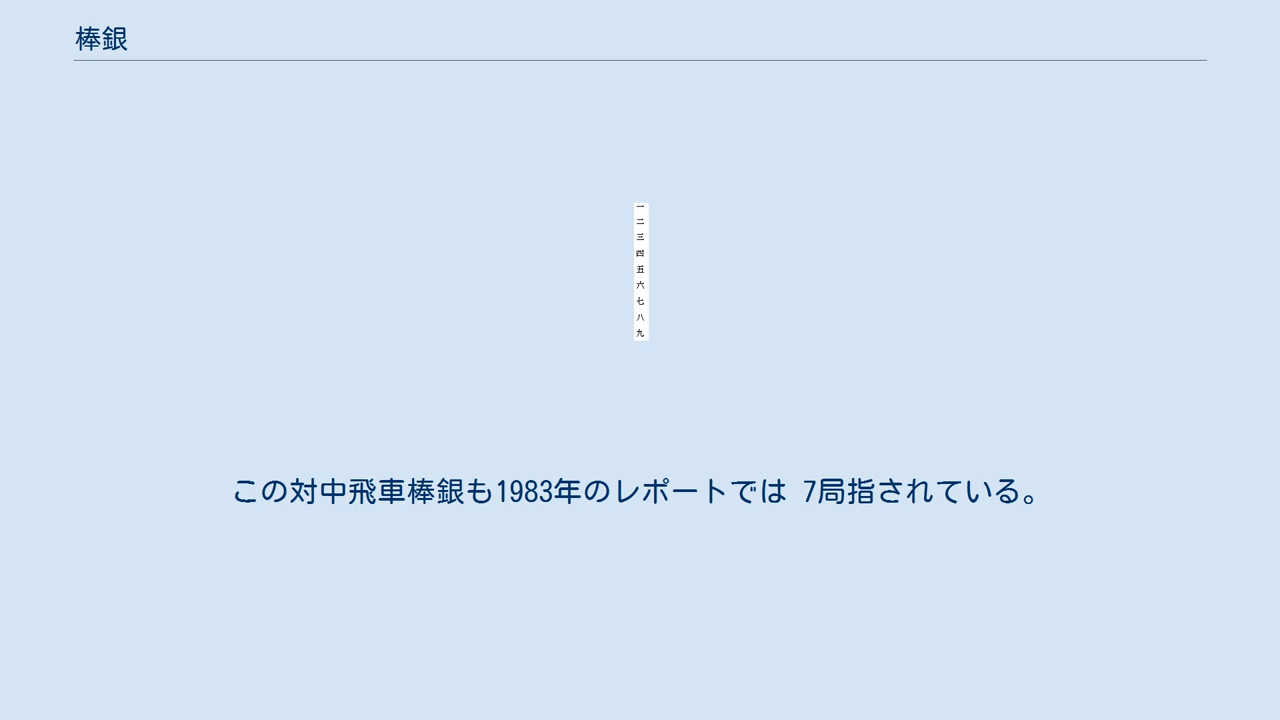 棒銀
一
二
三
四
五
六
七
八
九
この対中飛車棒銀も1983年のレポートでは 7局指されている。